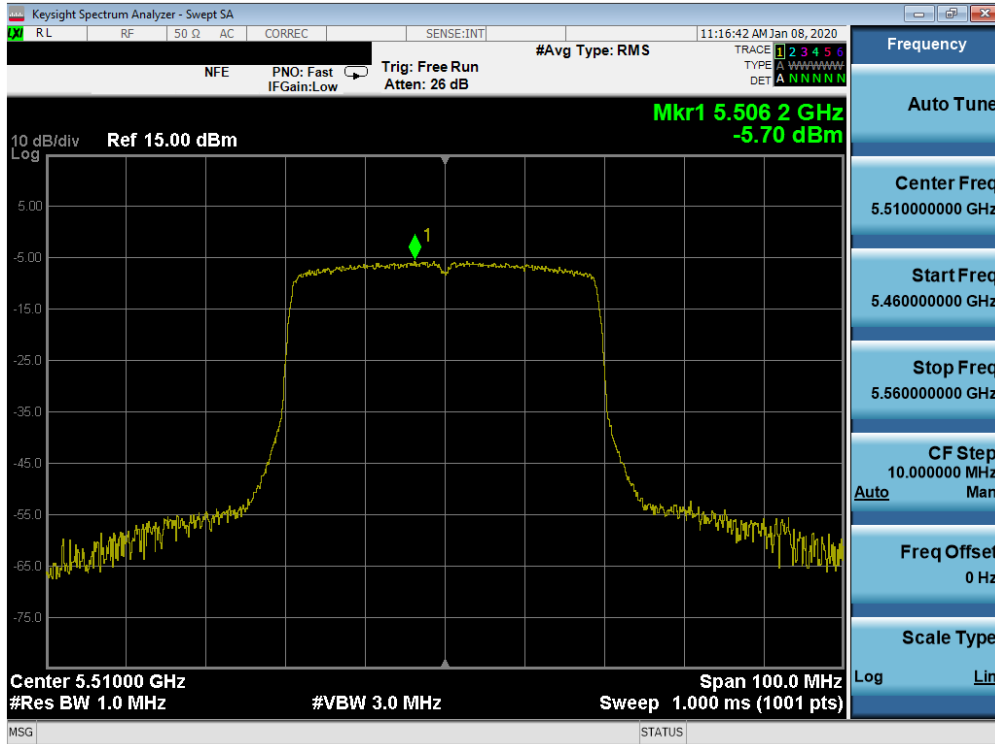 Keysight Spectrum Analyzer - Swept SA
LXI RL RF 50 Ω AC CORREC SENSE:INT 11:16:42 AM Jan 08, 2020
#Avg Type: RMS TRACE 1 2 3 4 5 6
NFE PNO: Fast Trig: Free Run TYPE A WWWWW
IFGain:Low Atten: 26 dB DET A N N N N N
Mkr1 5.506 2 GHz
-5.70 dBm
10 dB/div Ref 15.00 dBm
Log
1
5.00
-5.00
-15.0
-25.0
-35.0
-45.0
-55.0
-65.0
-75.0
Center 5.51000 GHz Span 100.0 MHz
#Res BW 1.0 MHz #VBW 3.0 MHz Sweep 1.000 ms (1001 pts)
MSG STATUS
Frequency
Auto Tune
Center Freq
5.510000000 GHz
Start Freq
5.460000000 GHz
Stop Freq
5.560000000 GHz
CF Step
10.000000 MHz
Auto Man
Freq Offset
0 Hz
Scale Type
Log Lin